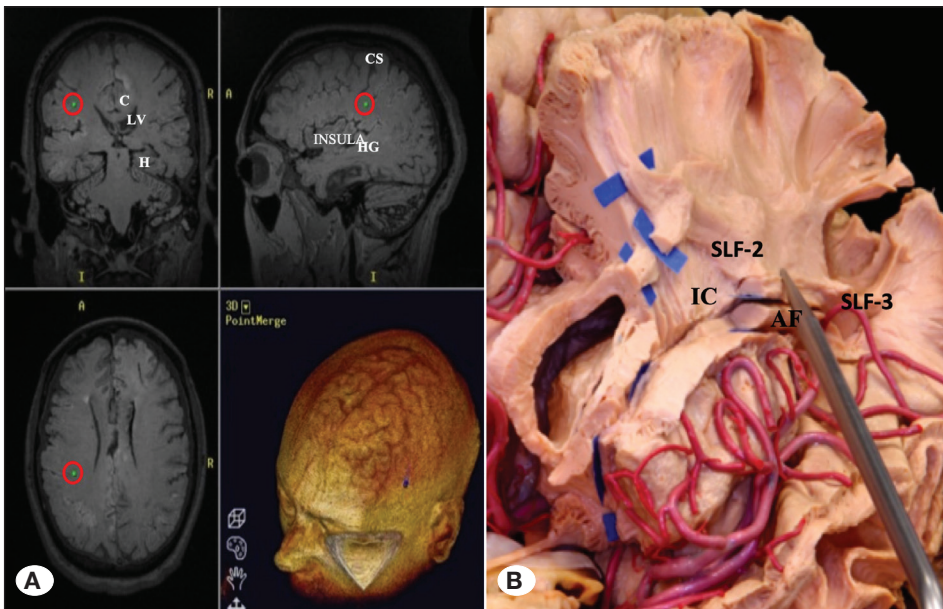 CS
R
A
C
LV
INSULA
HG
H
I
I
A
3D
PointMerge
R
A
SLF-2
IC
SLF-3
AF
B